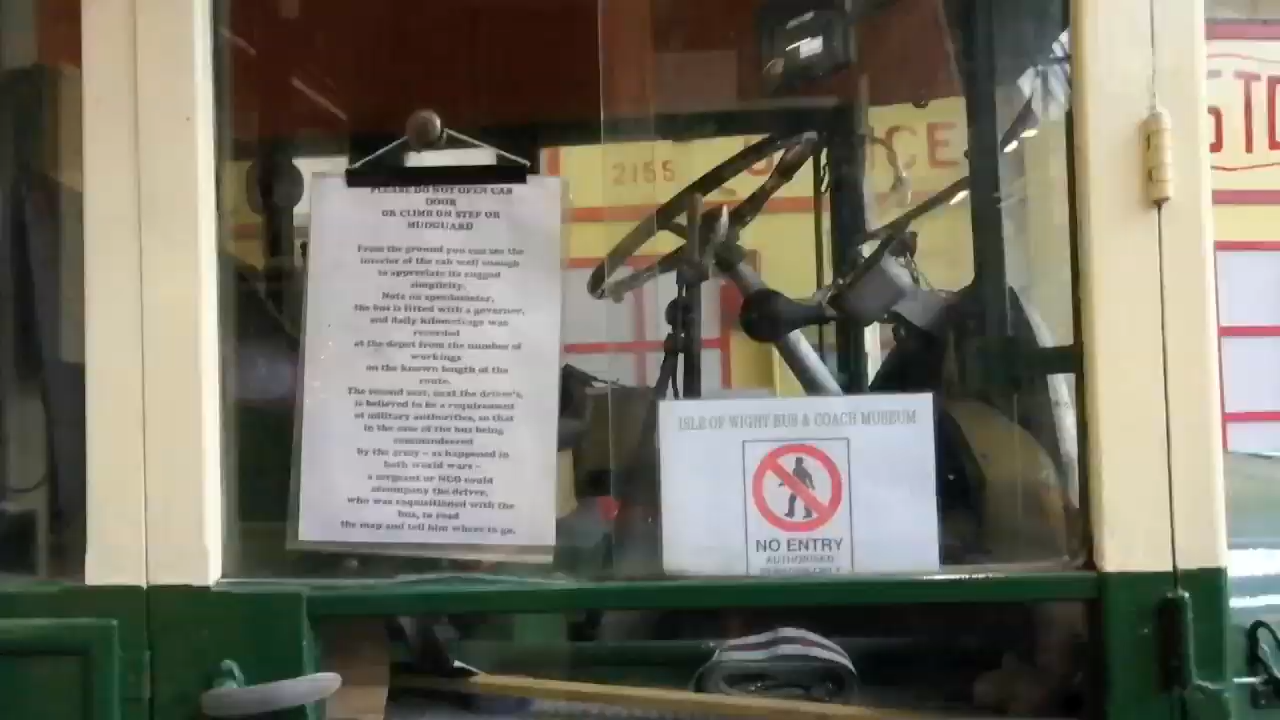 PLEASE DO NOT OPEN CAB
DOOR
OR CLIMB ON STEP OR
MUDGUARD
From the ground you can see the
interior of the cab well enough
to appreciate its rugged
simplicity.
Note no speedometer,
the bus is fitted with a governor,
and daily kilometrage was
recorded
at the depot from the number of
workings
on the known length of the
route.
The second seat, next the driver's,
is believed to be a requirement
of military authorities, so that
in the case of the bus being
commandeered
by the army - as happened in
both world wars -
a sergeant or NCO could
accompany the driver,
who was requisitioned with the
bus, to read
the map and tell him where to go.
2155
ICE
STO
ISLE OF WIGHT BUS & COACH MUSEUM
NO ENTRY
AUTHORISED
PERSONS ONLY